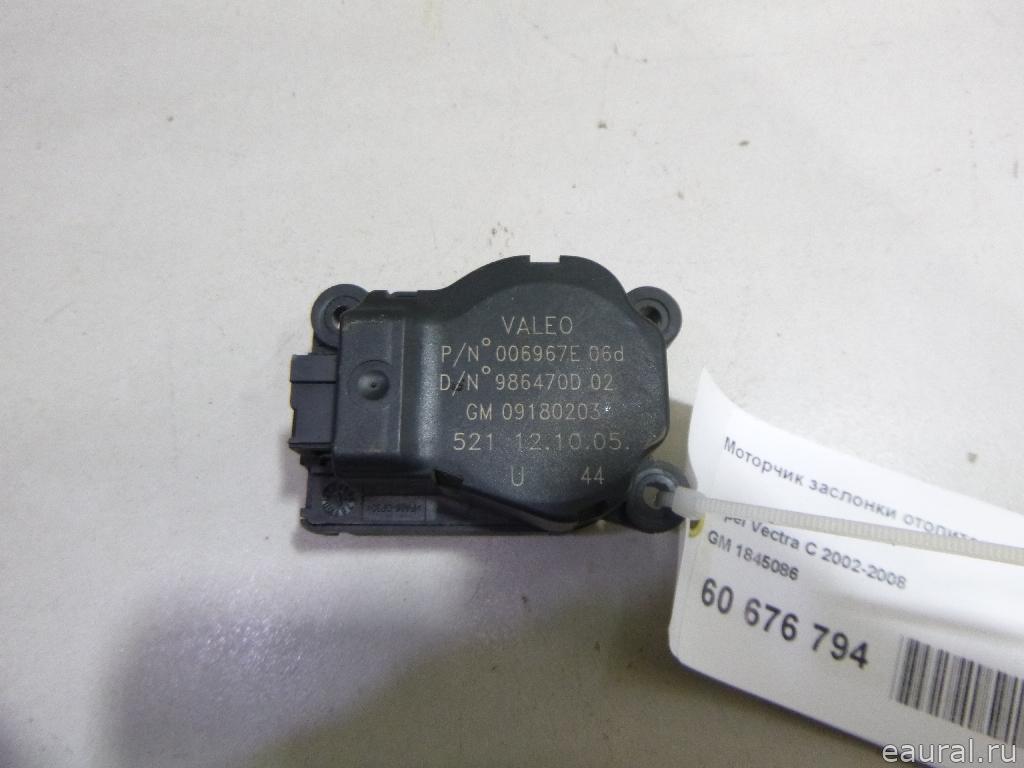 VALEO
P/N° 006967E 06d
D/N° 986470D 02
GM 09180203
521 12.10.05.
U 44
Моторчик заслонки
Vectra C 2002-2008
GM 1845086
60 676 794
eaural.ru